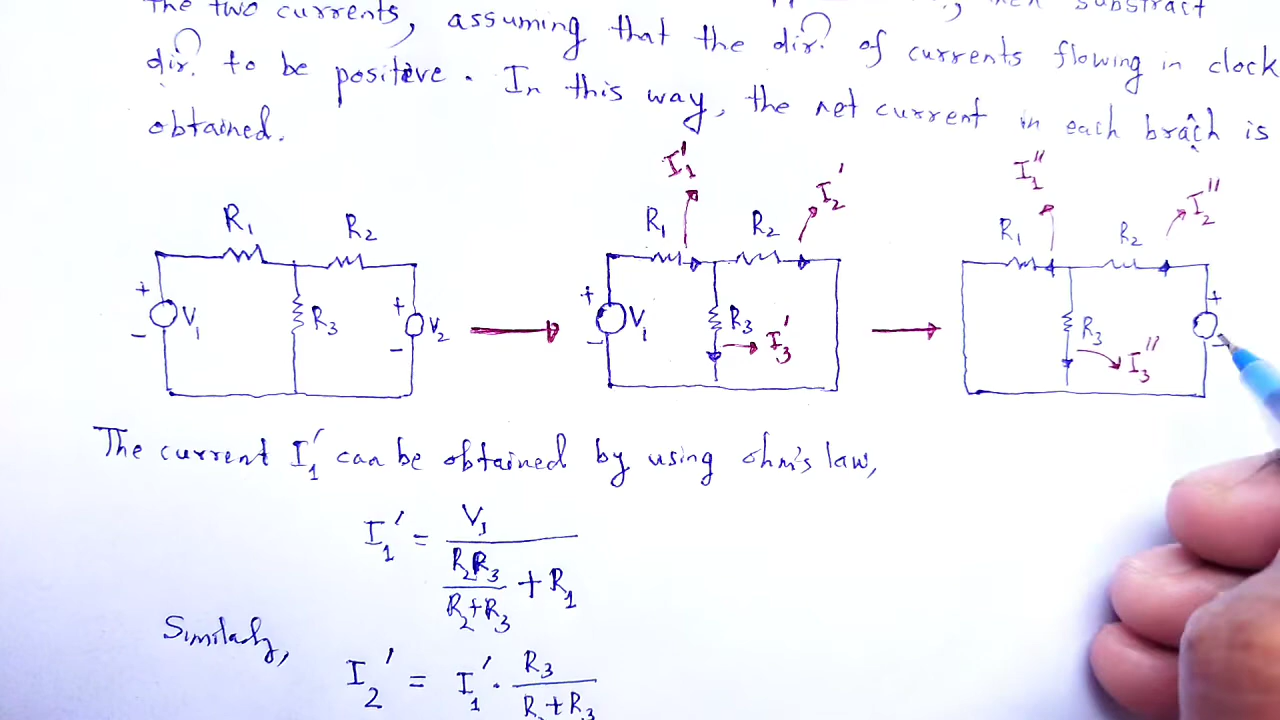 The two currents, assuming that the dirn. of currents flowing in clock
dirn. to be positive. In this way, the net current in each brach is
obtained.
I1' I2' I1'' I2''
R1 R2 R1 R2 R1 R2
+ V1 - R3 + V2 - + V1 - R3 I3' R3 I3'' + -
The current I1' can be obtained by using ohm's law,
I1' = V1
R2R3
R2+R3 + R1
Similarly,
I2' = I1' . R3
R2+R3